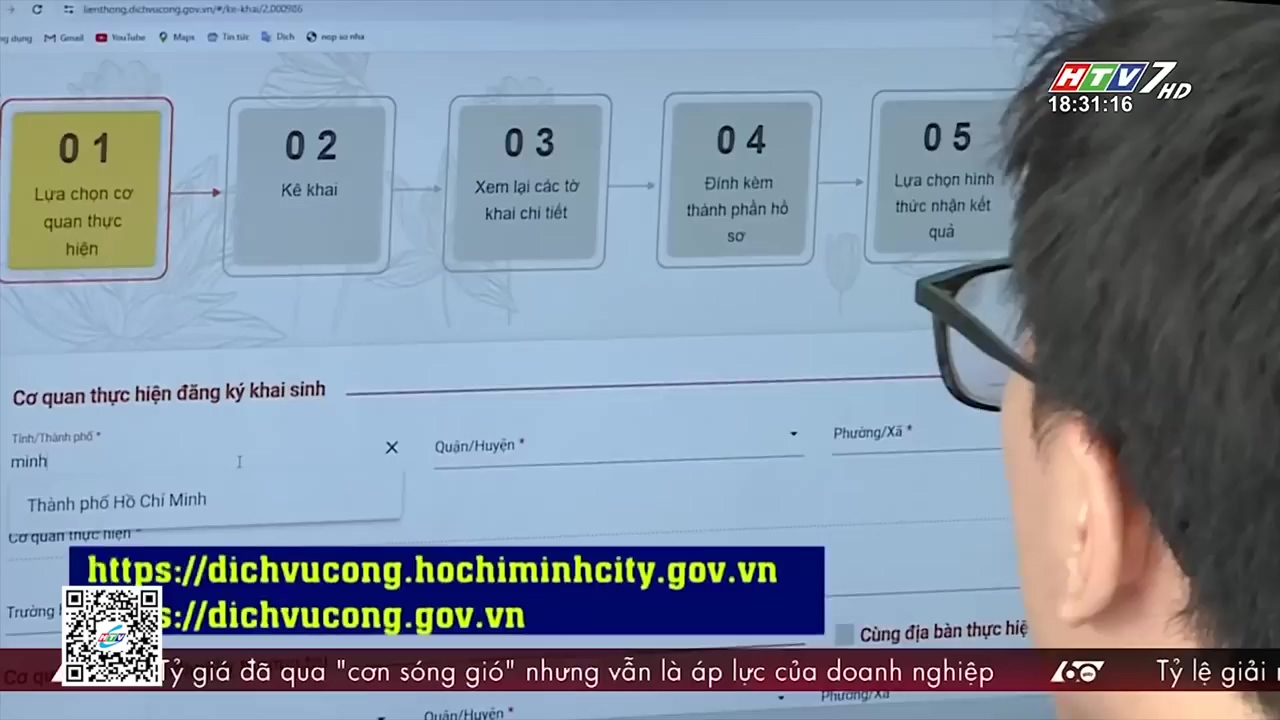 lienthong.dichvucong.gov.vn/#/ke-khai/2.000986
ng dụng Gmail YouTube Maps Tin tức Dịch nop so nha
HTV7 HD
18:31:16
01
Lựa chọn cơ
quan thực
hiện
02
Kê khai
03
Xem lại các tờ
khai chi tiết
04
Đính kèm
thành phần hồ
sơ
05
Lựa chọn hình
thức nhận kết
quả
Cơ quan thực hiện đăng ký khai sinh
Tỉnh/Thành phố *
minh
Quận/Huyện *
Phường/Xã *
Thành phố Hồ Chí Minh
Cơ quan thực hiện *
https://dichvucong.hochiminhcity.gov.vn
s://dichvucong.gov.vn
Trường
HTV
Cùng địa bàn thực hiệ
Tỷ giá đã qua "cơn sóng gió" nhưng vẫn là áp lực của doanh nghiệp
60 giây
Tỷ lệ giải
Quận/Huyện *
Phường/Xã